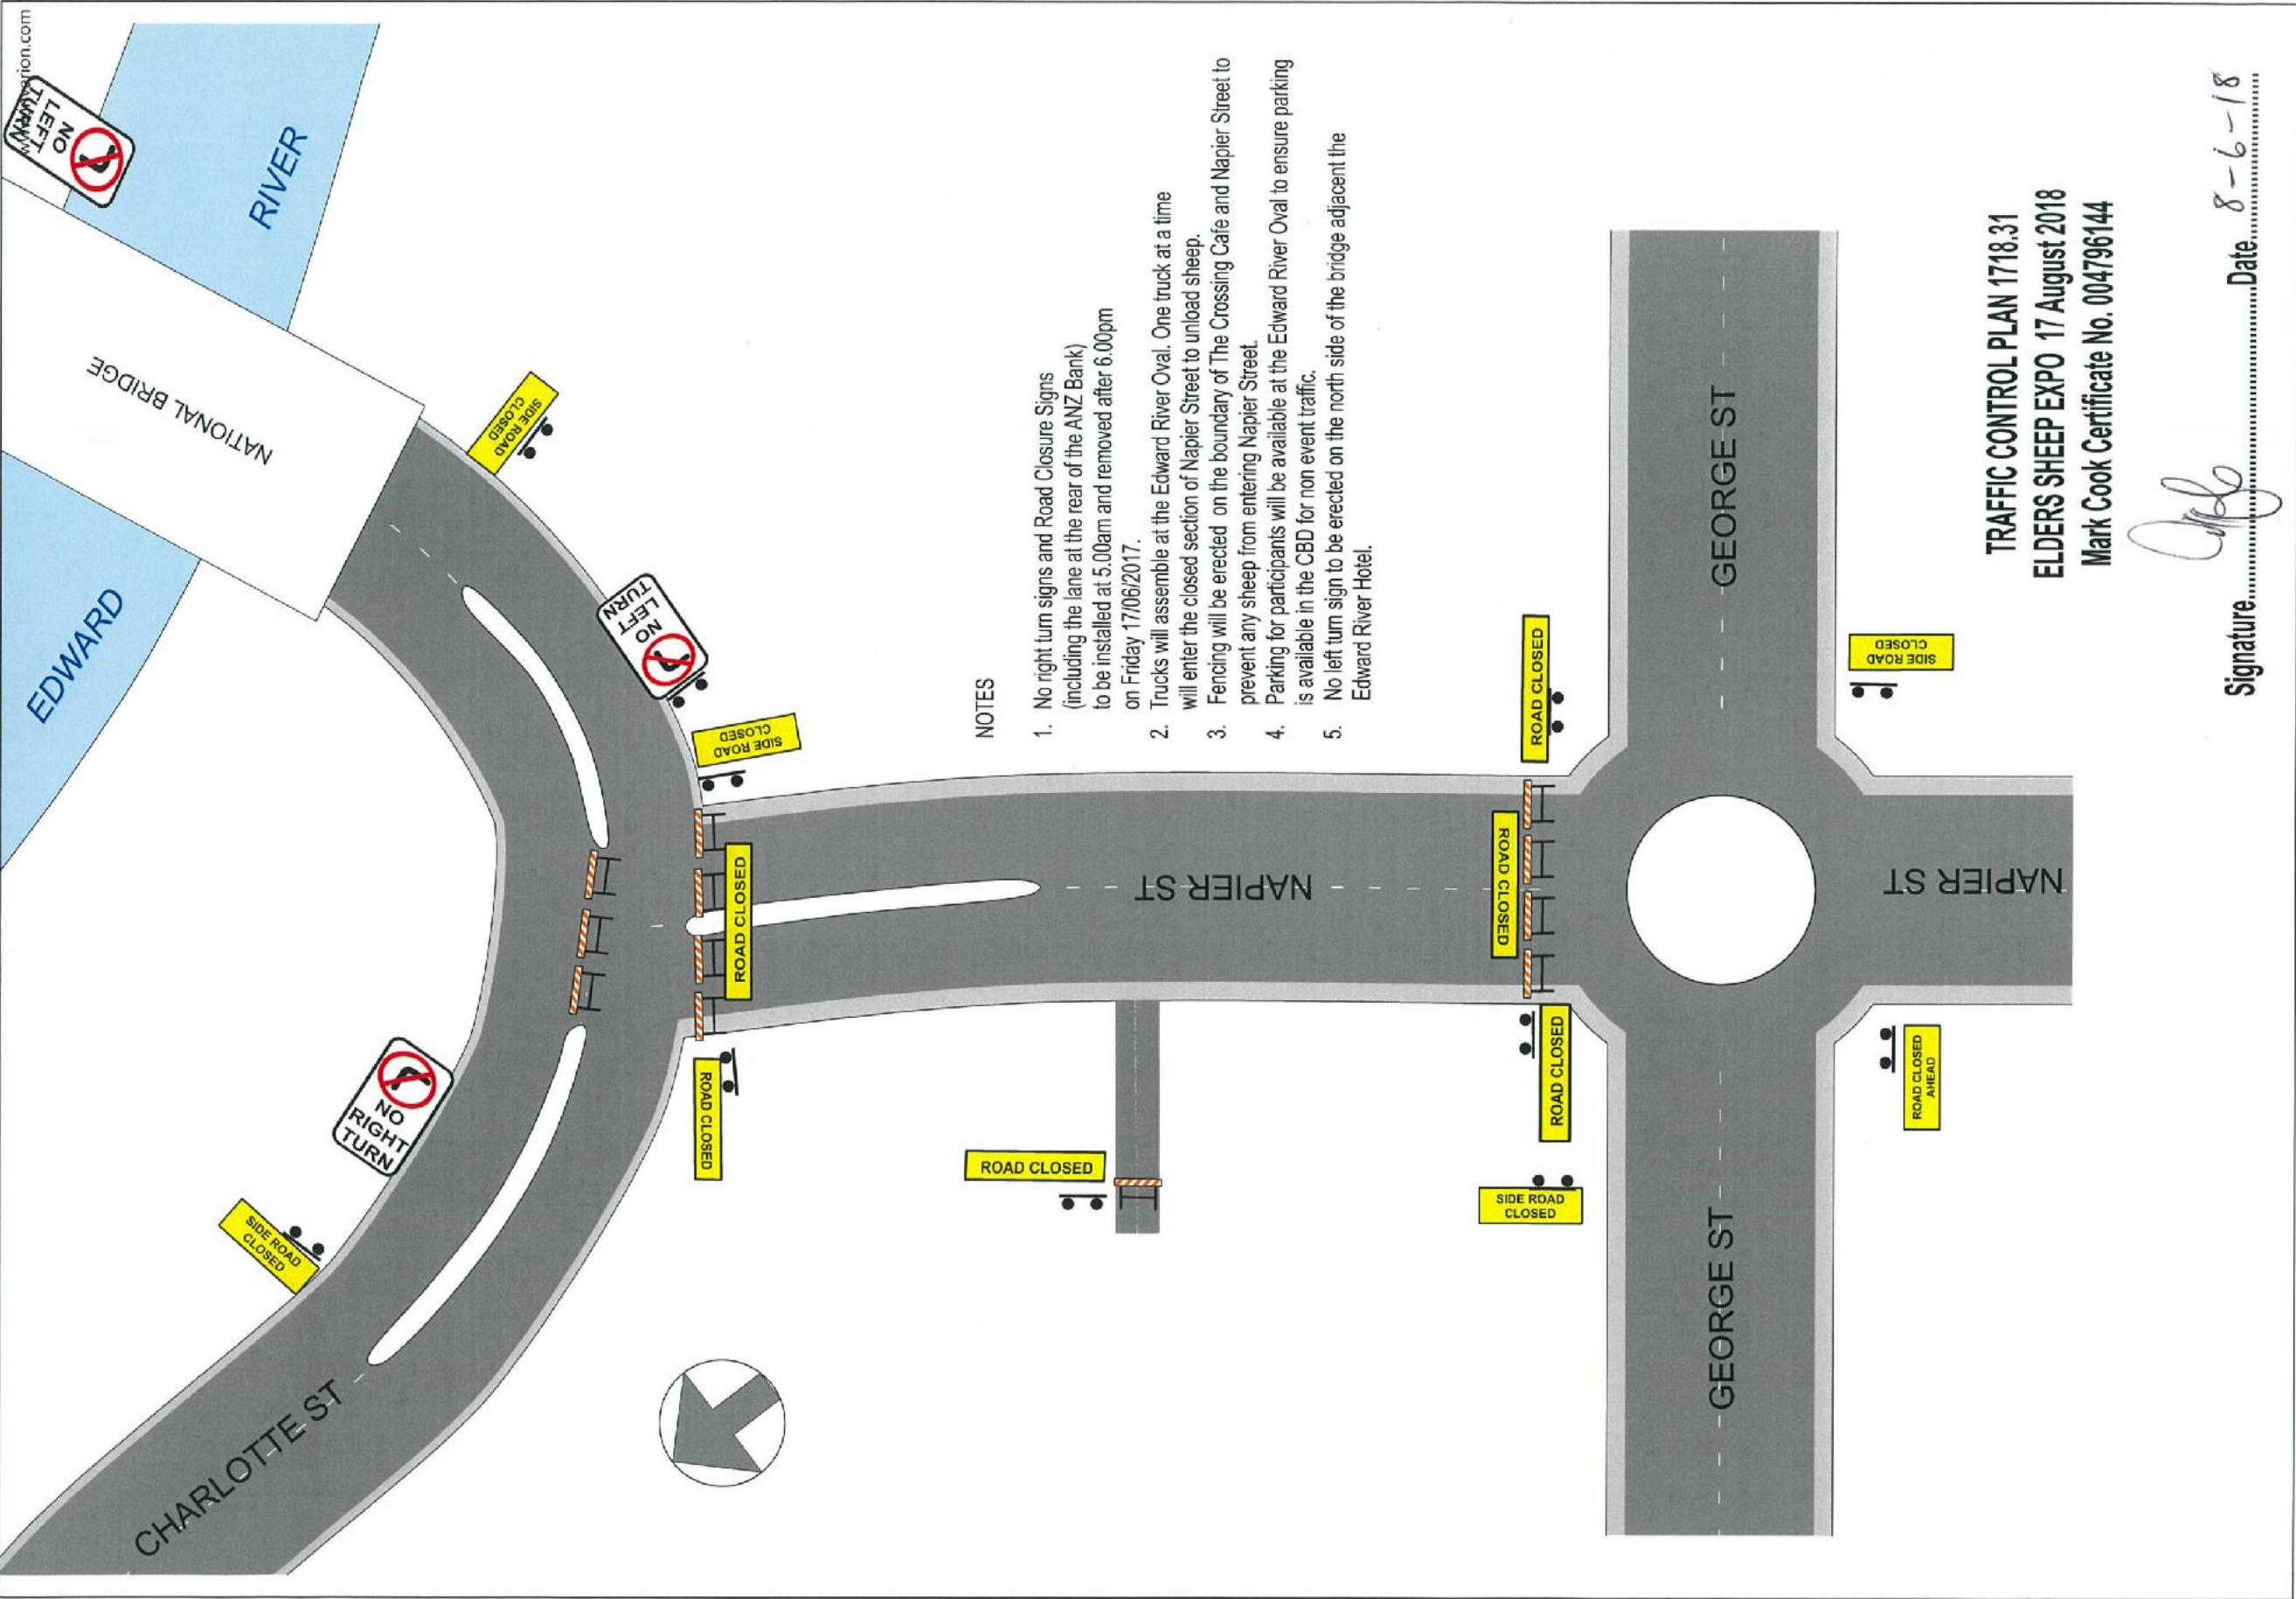 www.invarion.com
NO
LEFT
TURN
RIVER
NATIONAL BRIDGE
EDWARD
SIDE ROAD
CLOSED
NO
LEFT
TURN
SIDE ROAD
CLOSED
NO
RIGHT
TURN
SIDE ROAD
CLOSED
CHARLOTTE ST
ROAD CLOSED
ROAD CLOSED
ROAD CLOSED
NAPIER ST
ROAD CLOSED
ROAD CLOSED
ROAD CLOSED
SIDE ROAD
CLOSED
GEORGE ST
GEORGE ST
SIDE ROAD
CLOSED
ROAD CLOSED
AHEAD
NAPIER ST
NOTES
1. No right turn signs and Road Closure Signs
(including the lane at the rear of the ANZ Bank)
to be installed at 5.00am and removed after 6.00pm
on Friday 17/06/2017.
2. Trucks will assemble at the Edward River Oval. One truck at a time
will enter the closed section of Napier Street to unload sheep.
3. Fencing will be erected on the boundary of The Crossing Cafe and Napier Street to
prevent any sheep from entering Napier Street.
4. Parking for participants will be available at the Edward River Oval to ensure parking
is available in the CBD for non event traffic.
5. No left turn sign to be erected on the north side of the bridge adjacent the
Edward River Hotel.
TRAFFIC CONTROL PLAN 1718.31
ELDERS SHEEP EXPO 17 August 2018
Mark Cook Certificate No. 004796144
Signature.......................Date. 8-6-18